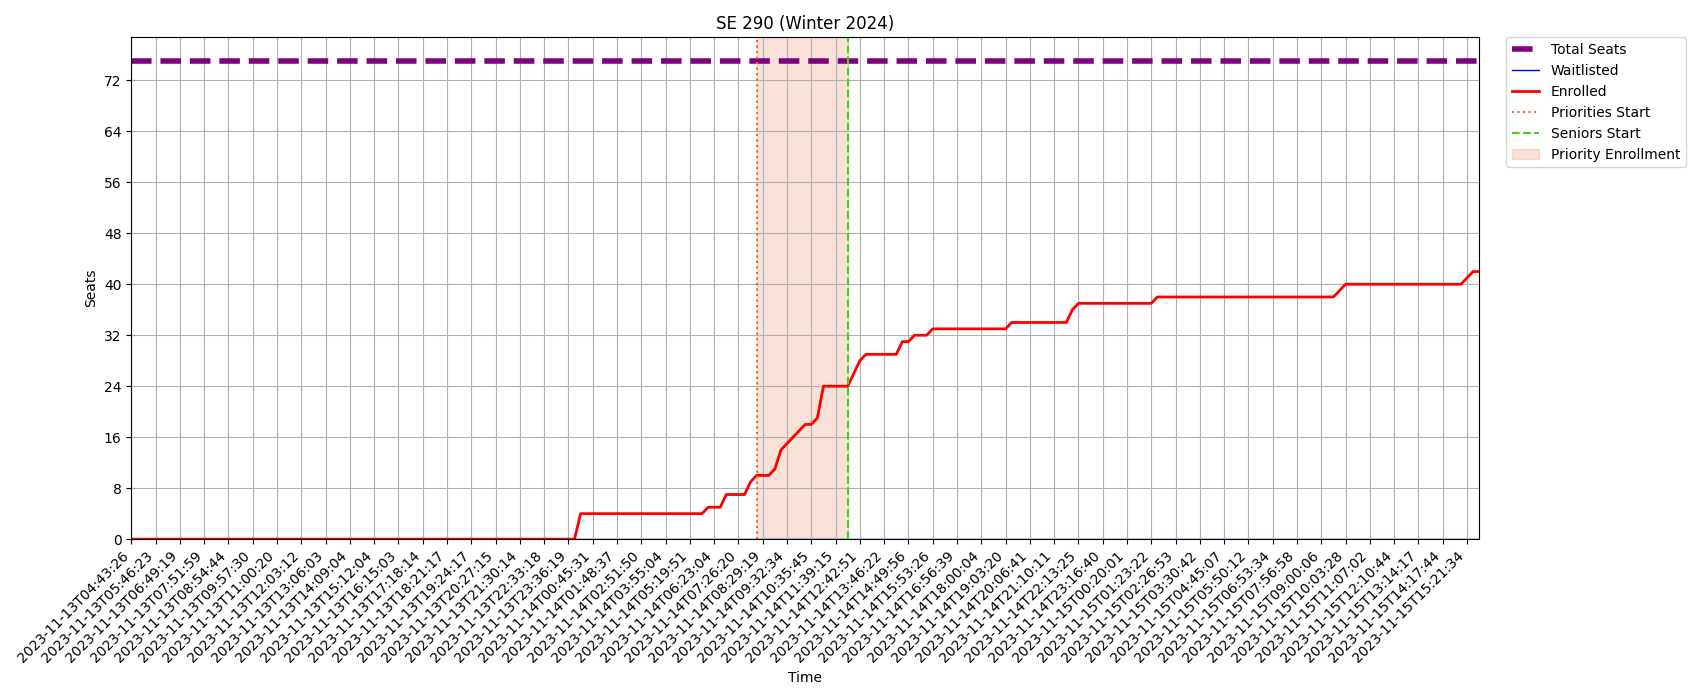 SE 290 (Winter 2024)
Total Seats
Waitlisted
Enrolled
Priorities Start
Seniors Start
Priority Enrollment
Seats
72
64
56
48
40
32
24
16
8
0
2023-11-13T04:43:26
2023-11-13T05:46:23
2023-11-13T06:49:19
2023-11-13T07:51:59
2023-11-13T08:54:44
2023-11-13T09:57:30
2023-11-13T11:00:20
2023-11-13T12:03:12
2023-11-13T13:06:03
2023-11-13T14:09:04
2023-11-13T15:12:04
2023-11-13T16:15:03
2023-11-13T17:18:14
2023-11-13T18:21:17
2023-11-13T19:24:17
2023-11-13T20:27:15
2023-11-13T21:30:14
2023-11-13T22:33:18
2023-11-13T23:36:19
2023-11-14T00:45:31
2023-11-14T01:48:37
2023-11-14T02:51:50
2023-11-14T03:55:04
2023-11-14T05:19:51
2023-11-14T06:23:04
2023-11-14T07:26:20
2023-11-14T08:29:19
2023-11-14T09:32:34
2023-11-14T10:35:45
2023-11-14T11:39:15
2023-11-14T12:42:51
2023-11-14T13:46:22
2023-11-14T14:49:56
2023-11-14T15:53:26
2023-11-14T16:56:39
2023-11-14T18:00:04
2023-11-14T19:03:20
2023-11-14T20:06:41
2023-11-14T21:10:11
2023-11-14T22:13:25
2023-11-14T23:16:40
2023-11-15T00:20:01
2023-11-15T01:23:22
2023-11-15T02:26:53
2023-11-15T03:30:42
2023-11-15T04:45:07
2023-11-15T05:50:12
2023-11-15T06:53:34
2023-11-15T07:56:58
2023-11-15T09:00:06
2023-11-15T10:03:28
2023-11-15T11:07:02
2023-11-15T12:10:44
2023-11-15T13:14:17
2023-11-15T14:17:44
2023-11-15T15:21:34
Time